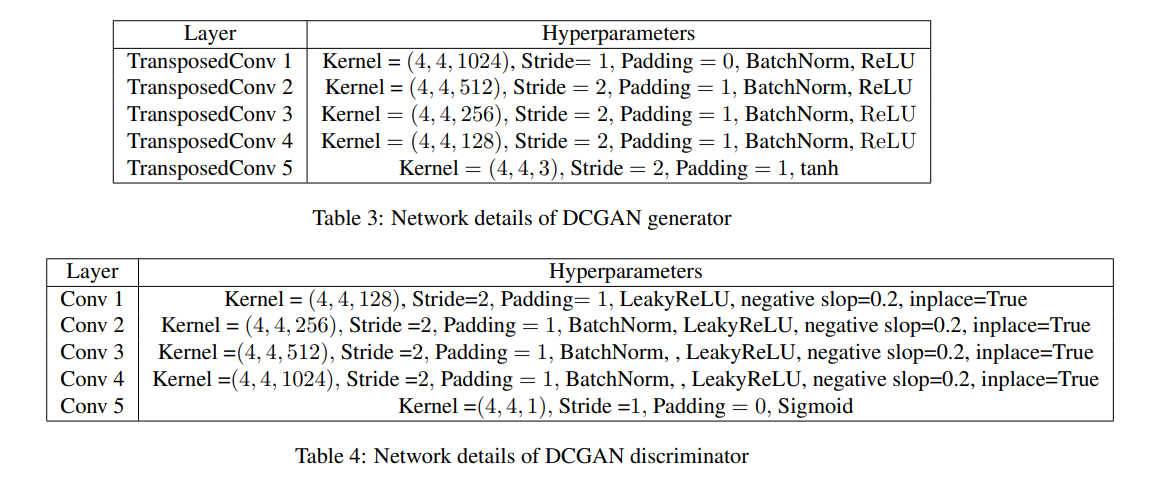 Layer Hyperparameters
TransposedConv 1 Kernel = (4, 4, 1024), Stride= 1, Padding = 0, BatchNorm, ReLU
TransposedConv 2 Kernel = (4, 4, 512), Stride = 2, Padding = 1, BatchNorm, ReLU
TransposedConv 3 Kernel = (4, 4, 256), Stride = 2, Padding = 1, BatchNorm, ReLU
TransposedConv 4 Kernel = (4, 4, 128), Stride = 2, Padding = 1, BatchNorm, ReLU
TransposedConv 5 Kernel = (4, 4, 3), Stride = 2, Padding = 1, tanh
Table 3: Network details of DCGAN generator
Layer Hyperparameters
Conv 1 Kernel = (4, 4, 128), Stride=2, Padding= 1, LeakyReLU, negative slop=0.2, inplace=True
Conv 2 Kernel = (4, 4, 256), Stride =2, Padding = 1, BatchNorm, LeakyReLU, negative slop=0.2, inplace=True
Conv 3 Kernel =(4, 4, 512), Stride =2, Padding = 1, BatchNorm, , LeakyReLU, negative slop=0.2, inplace=True
Conv 4 Kernel =(4, 4, 1024), Stride =2, Padding = 1, BatchNorm, , LeakyReLU, negative slop=0.2, inplace=True
Conv 5 Kernel =(4, 4, 1), Stride =1, Padding = 0, Sigmoid
Table 4: Network details of DCGAN discriminator